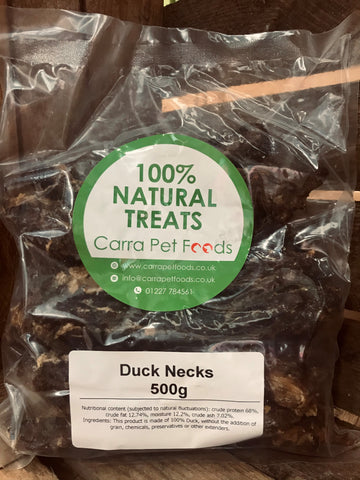 100%
NATURAL
TREATS
Carra Pet Foods
www.carrapetfoods.co.uk
info@carrapetfoods.co.uk
01227 784561
Duck Necks
500g
Nutritional content (subjected to natural fluctuations): crude protein 68%,
crude fat 12.74%, moisture 12.2%, crude ash 7.02%.
Ingredients: This product is made of 100% Duck, without the addition of
grain, chemicals, preservatives or other extenders.